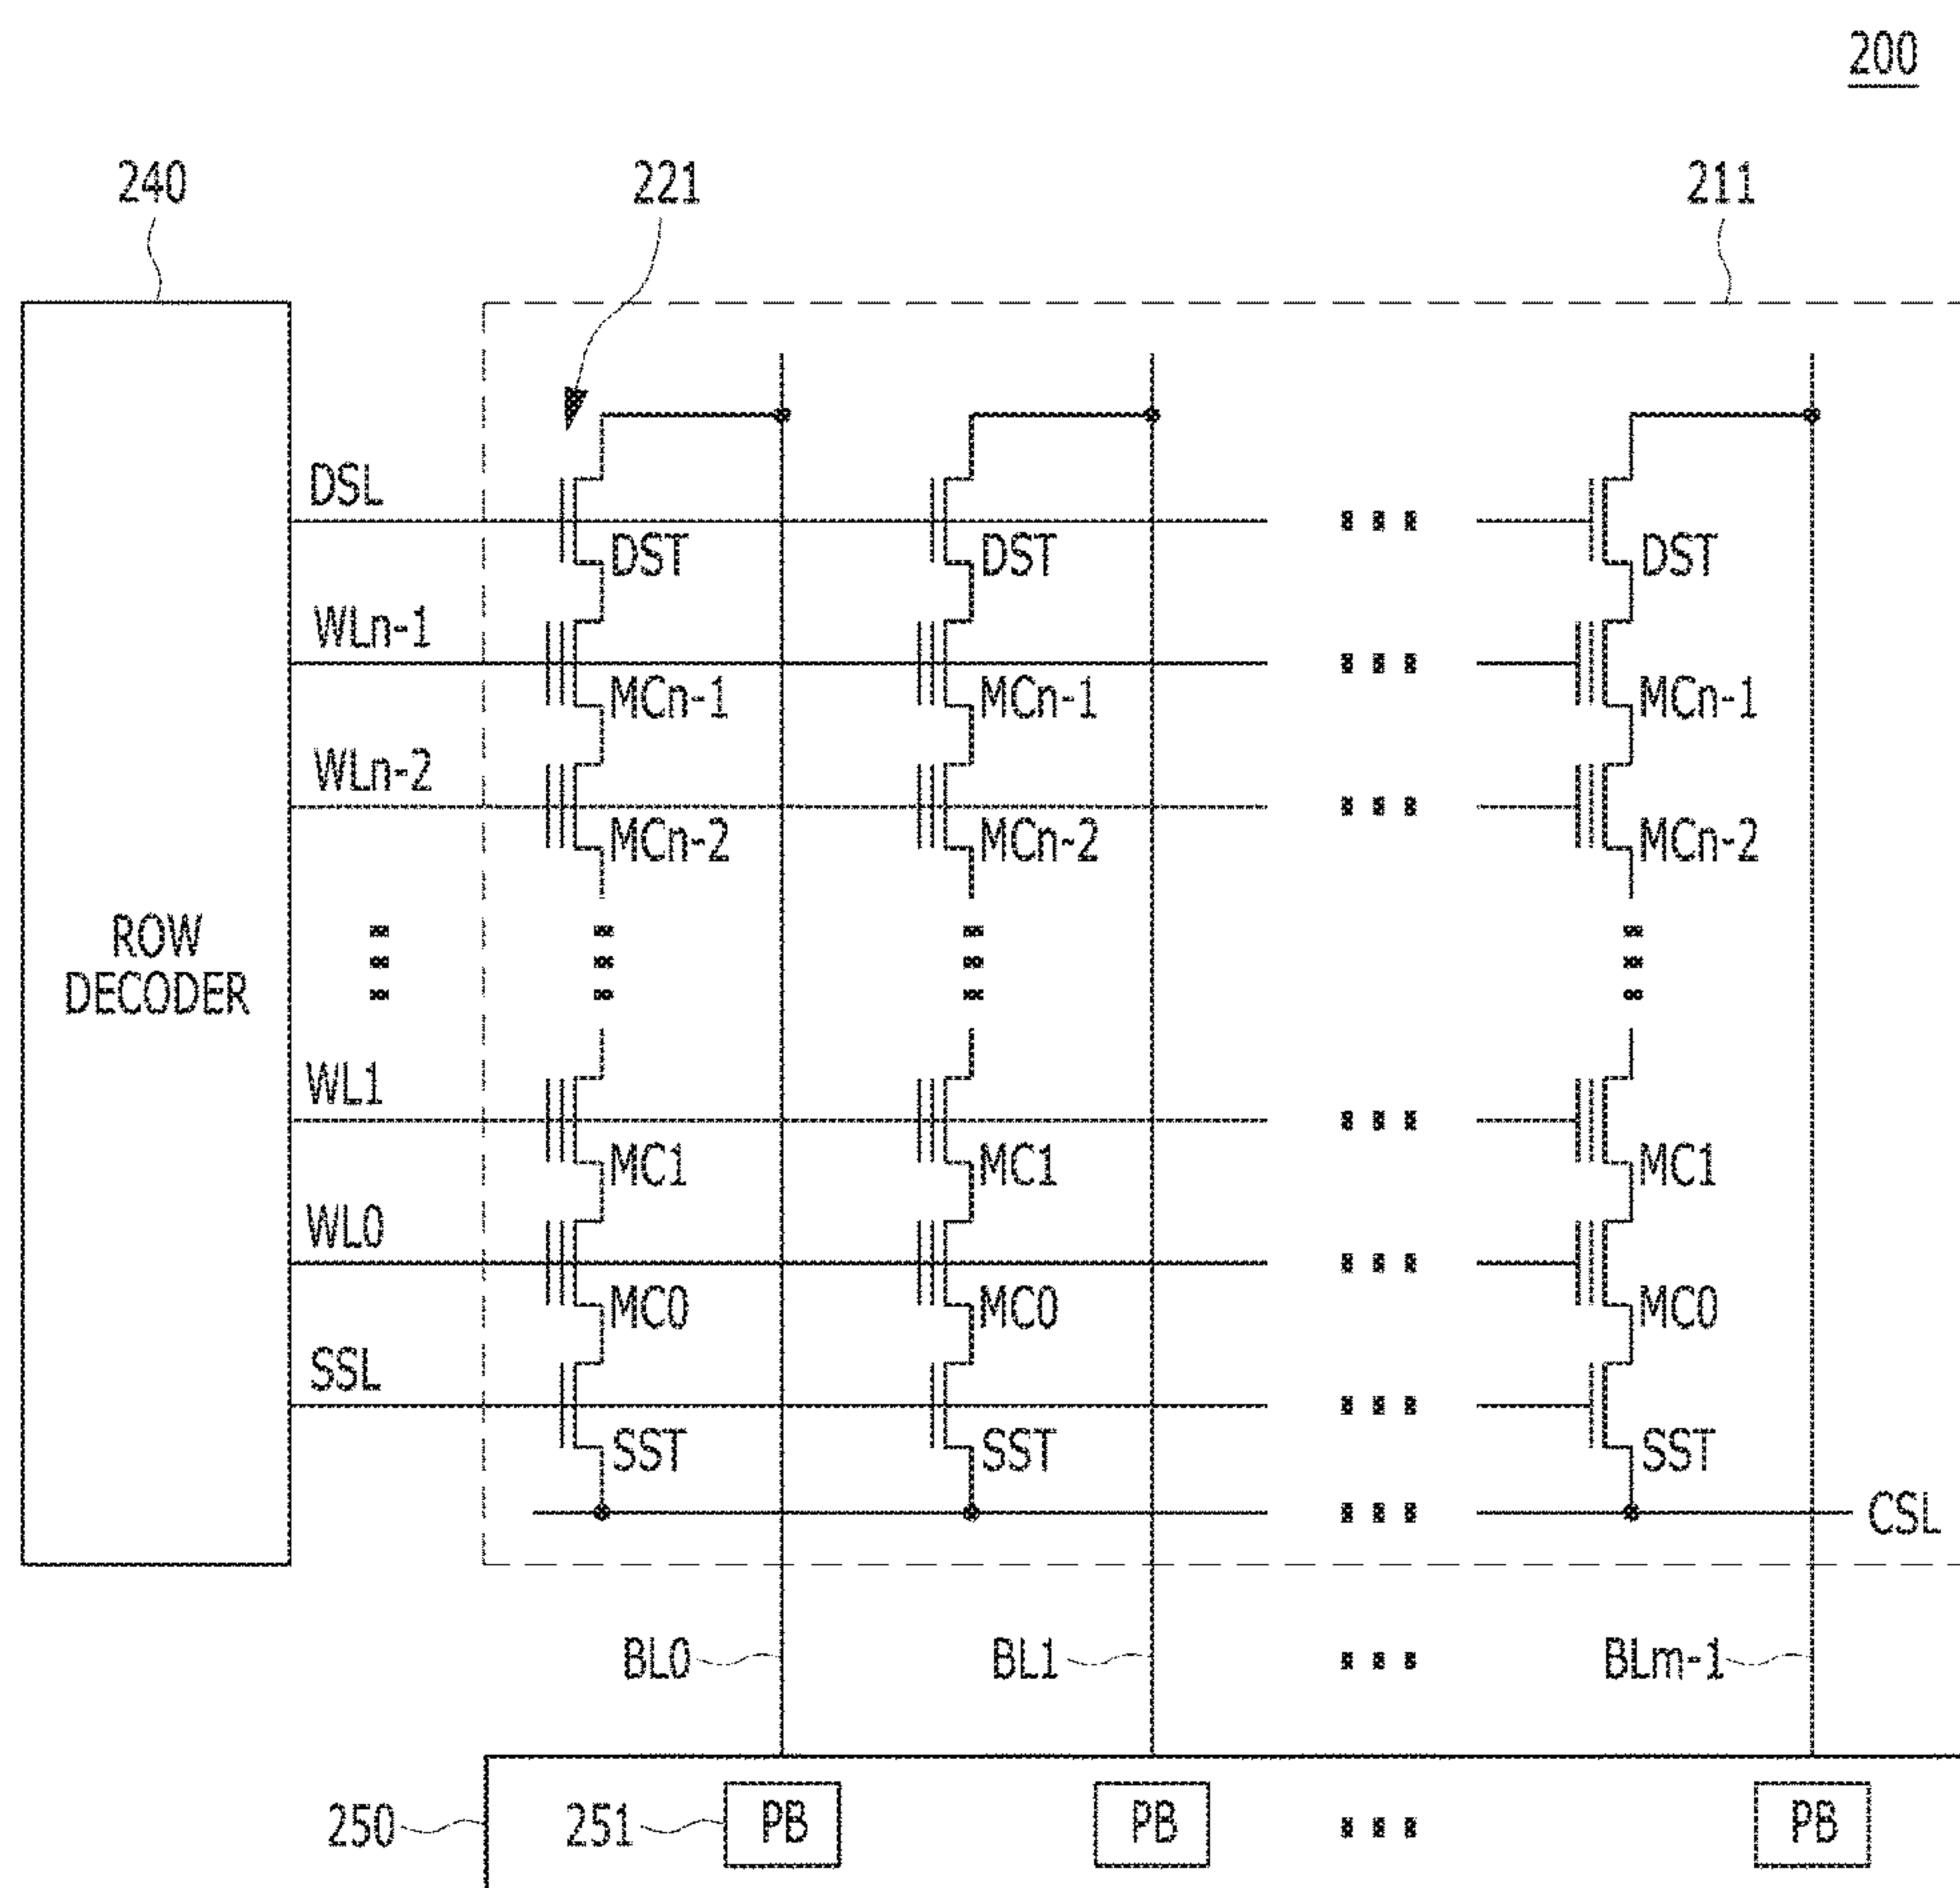 200
240 221 211
DSL
DST DST DST
WLn-1
MCn-1 MCn-1 MCn-1
WLn-2
MCn-2 MCn-2 MCn-2
ROW
DECODER
WL1
MC1 MC1 MC1
WL0
MC0 MC0 MC0
SSL
SST SST SST
CSL
BL0 BL1 BLm-1
250 251 PB PB PB